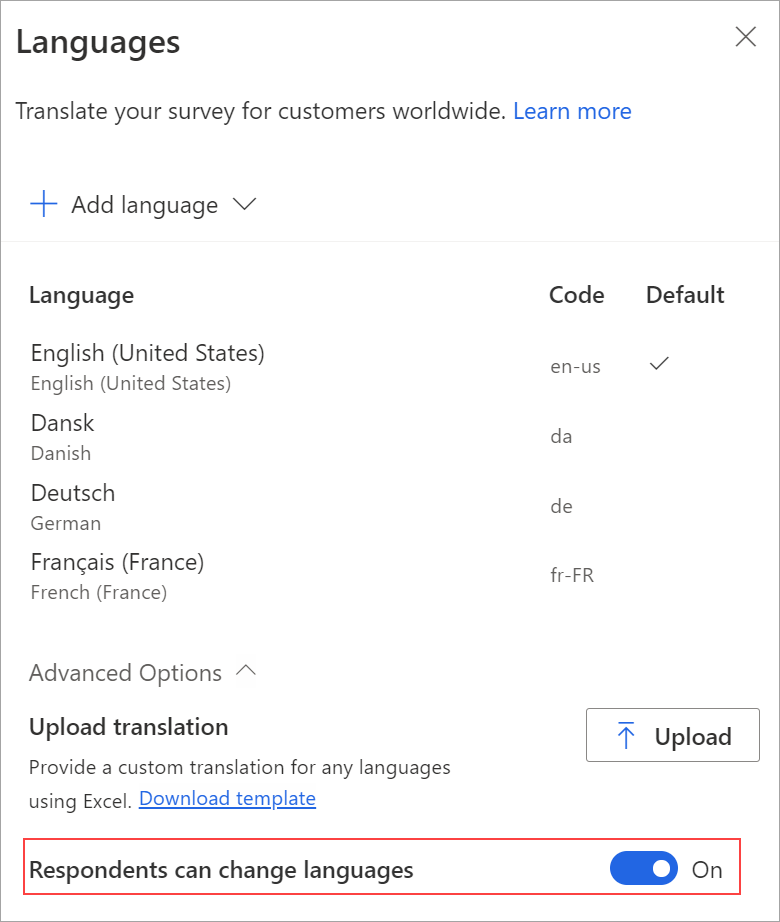 Languages
Translate your survey for customers worldwide. Learn more
Add language
Language Code Default
English (United States)
English (United States)
en-us
Dansk
Danish
da
Deutsch
German
de
Français (France)
French (France)
fr-FR
Advanced Options
Upload translation
Upload
Provide a custom translation for any languages
using Excel. Download template
Respondents can change languages On